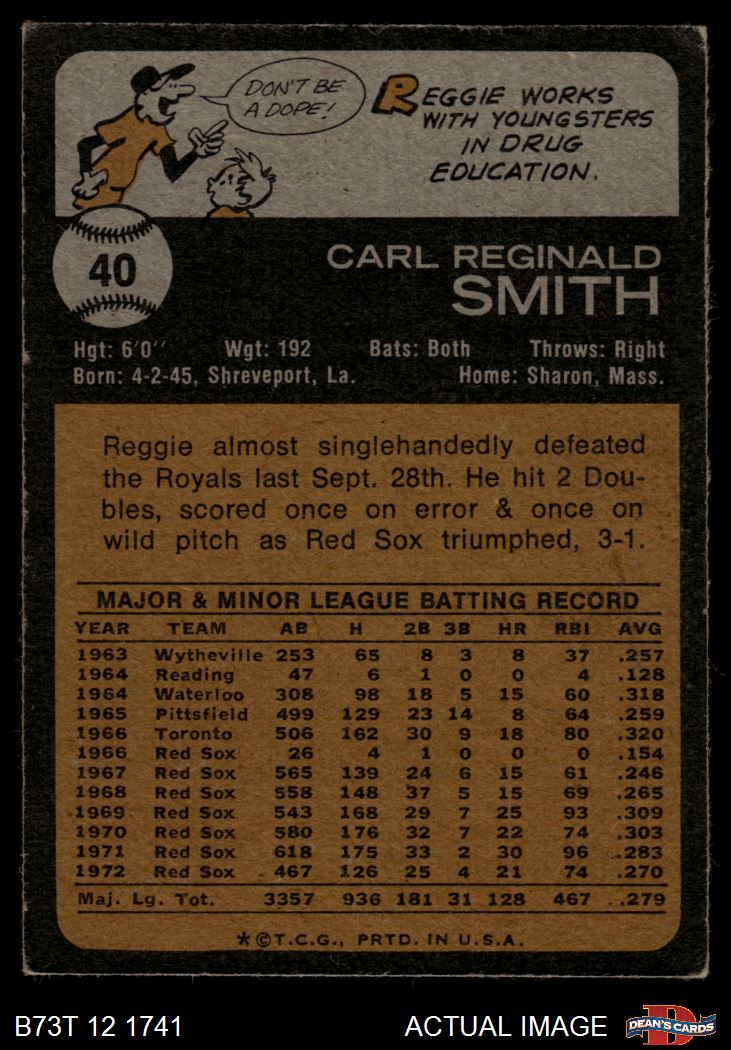 DON'T BE
A DOPE!
REGGIE WORKS
WITH YOUNGSTERS
IN DRUG
EDUCATION.
40
CARL REGINALD
SMITH
Hgt: 6'0" Wgt: 192 Bats: Both Throws: Right
Born: 4-2-45, Shreveport, La. Home: Sharon, Mass.
Reggie almost singlehandedly defeated
the Royals last Sept. 28th. He hit 2 Dou-
bles, scored once on error & once on
wild pitch as Red Sox triumphed, 3-1.
MAJOR & MINOR LEAGUE BATTING RECORD
YEAR TEAM AB H 2B 3B HR RBI AVG
1963 Wytheville 253 65 8 3 8 37 .257
1964 Reading 47 6 1 0 0 4 .128
1964 Waterloo 308 98 18 5 15 60 .318
1965 Pittsfield 499 129 23 14 8 64 .259
1966 Toronto 506 162 30 9 18 80 .320
1966 Red Sox 26 4 1 0 0 0 .154
1967 Red Sox 565 139 24 6 15 61 .246
1968 Red Sox 558 148 37 5 15 69 .265
1969 Red Sox 543 168 29 7 25 93 .309
1970 Red Sox 580 176 32 7 22 74 .303
1971 Red Sox 618 175 33 2 30 96 .283
1972 Red Sox 467 126 25 4 21 74 .270
Maj. Lg. Tot. 3357 936 181 31 128 467 .279
*©T.C.G., PRTD. IN U.S.A.
B73T 12 1741 ACTUAL IMAGE DEAN'S CARDS